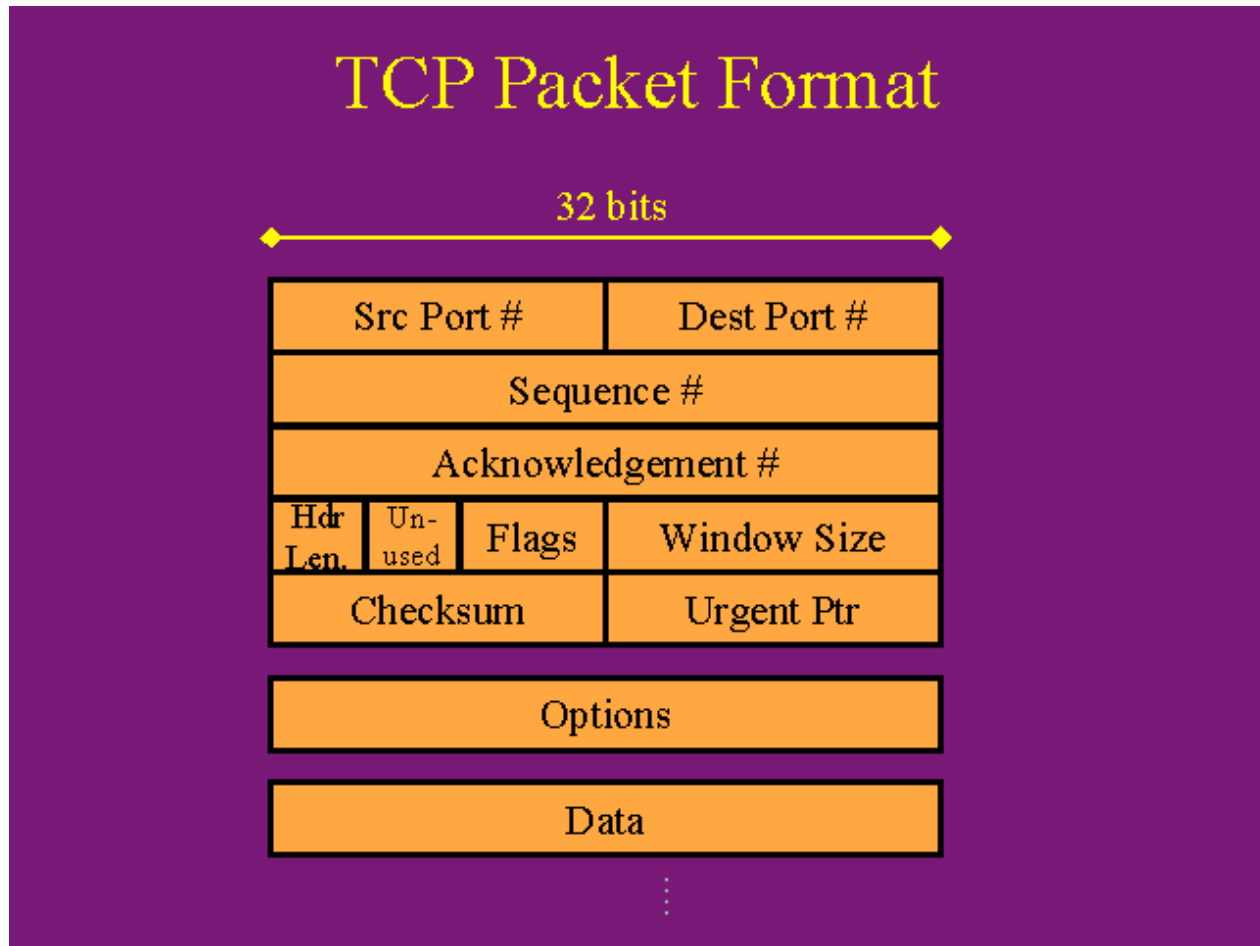 TCP Packet Format
32 bits
Src Port #
Dest Port #
Sequence #
Acknowledgement #
Hdr
Len.
Un-
used
Flags
Window Size
Checksum
Urgent Ptr
Options
Data